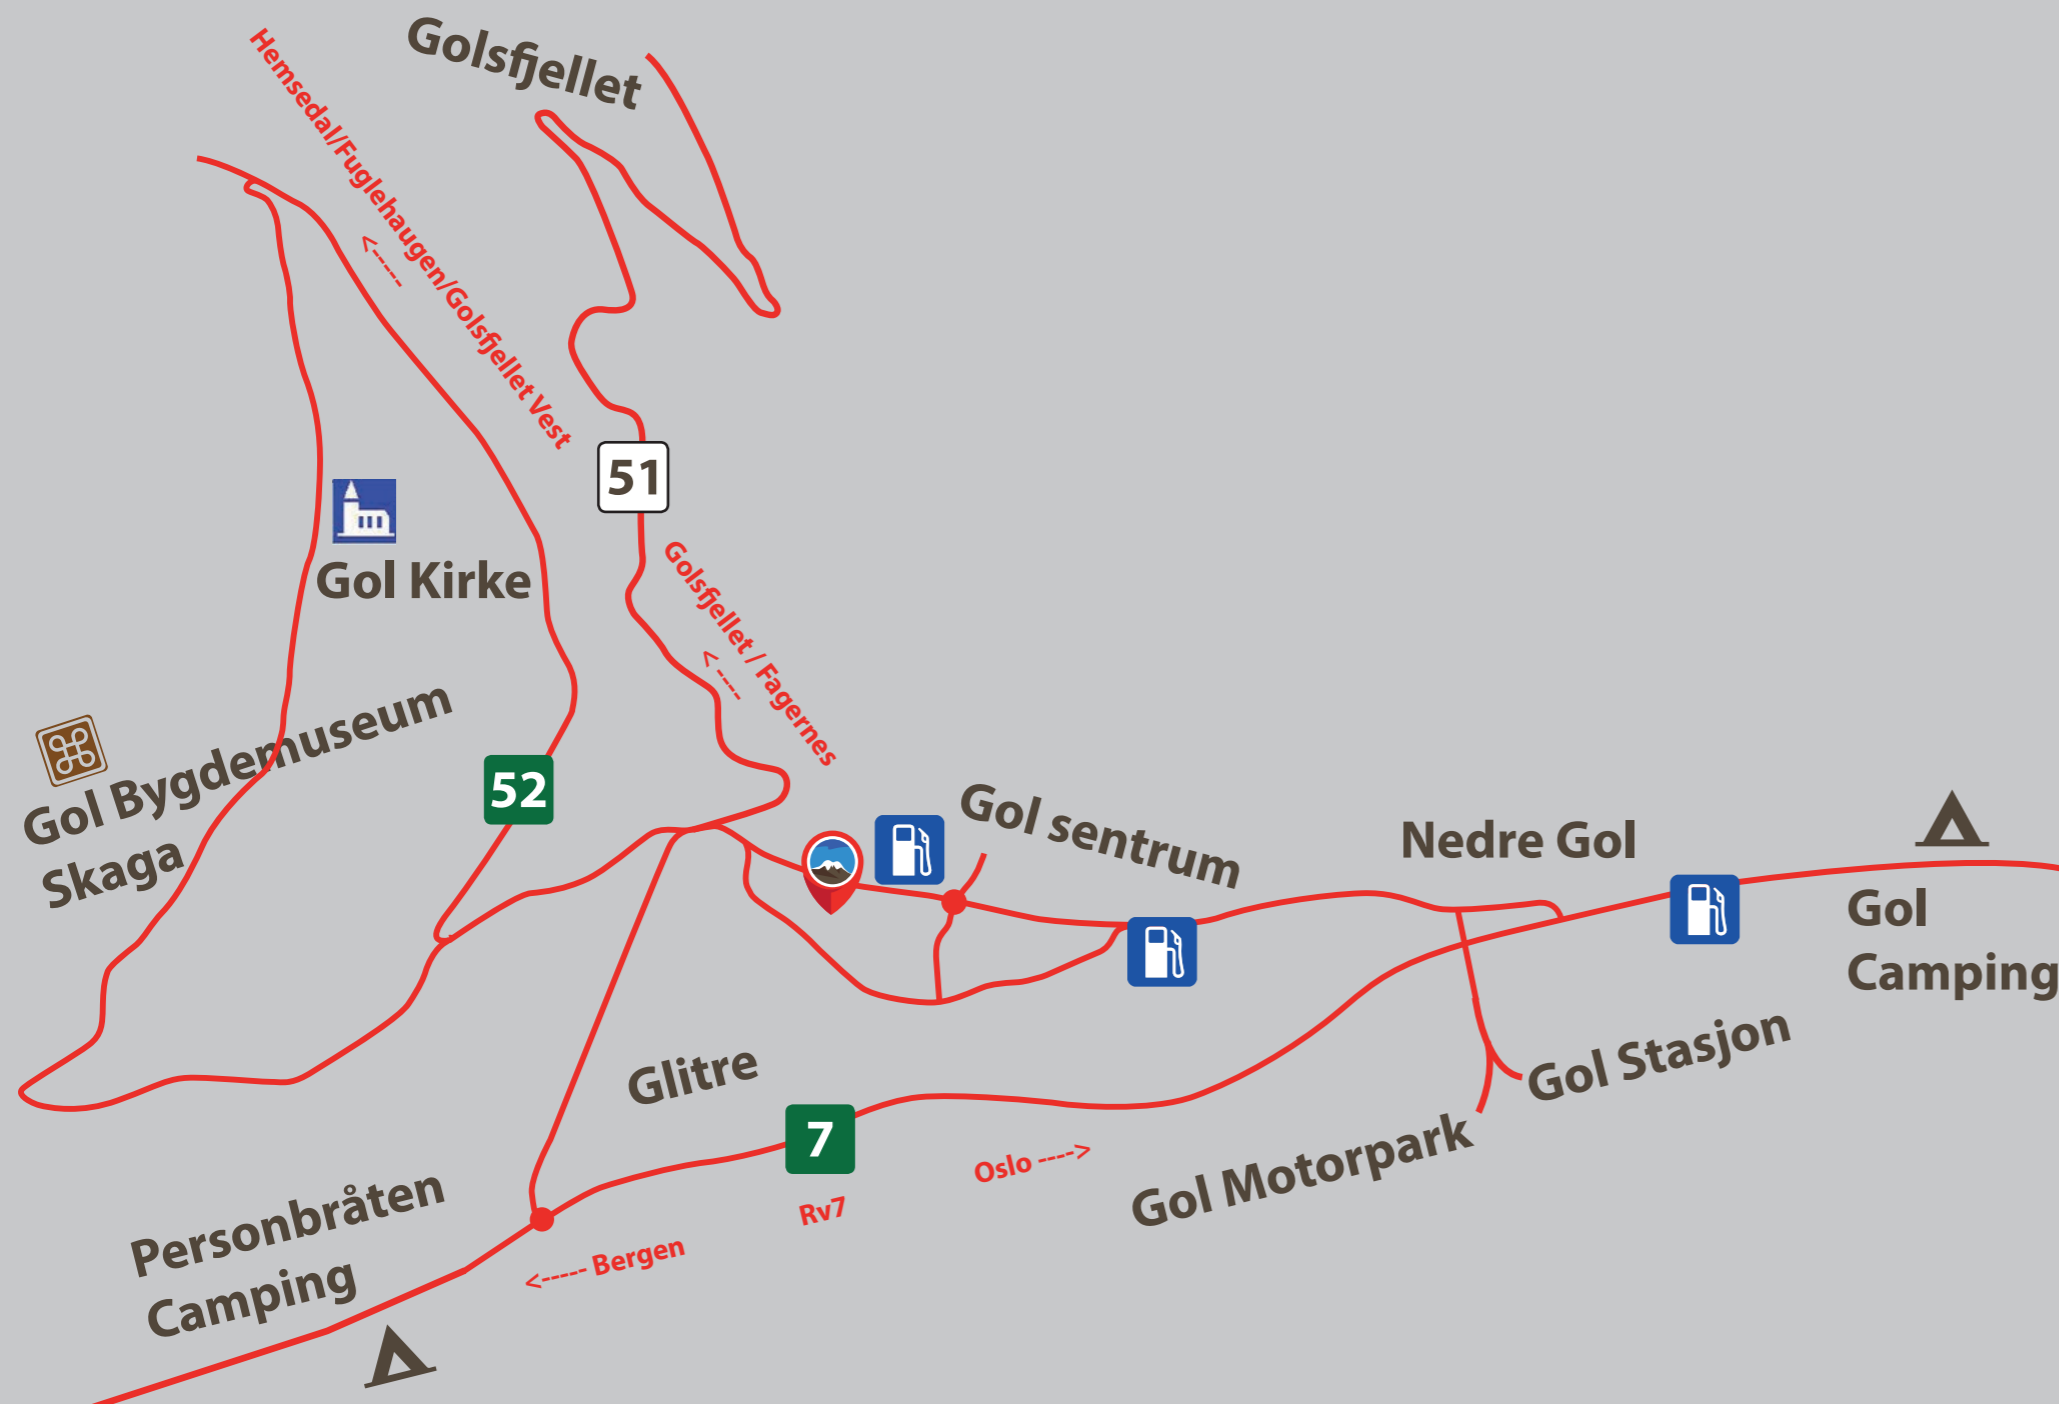 Golsfjellet
Hemsedal/Fuglehaugen/Golsfjellet Vest
<-----
51
Gol Kirke
Golsfjellet / Fagernes
<-----
Gol Bygdemuseum
Skaga
52
Gol sentrum
Nedre Gol
Gol
Camping
Gol Stasjon
Glitre
7
Rv7
Oslo ---->
Gol Motorpark
Personbråten
Camping
<----- Bergen